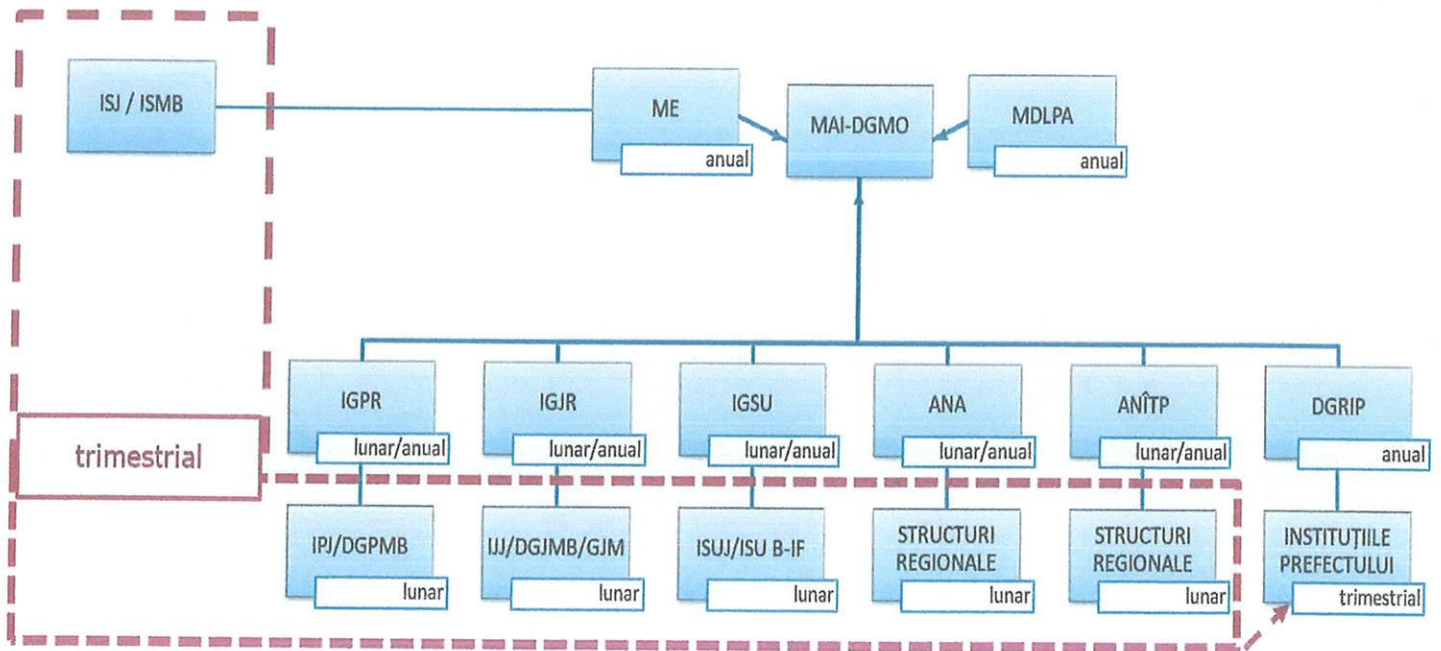 ISJ / ISMB
ME
anual
MAI-DGMO
MDLPA
anual
trimestrial
IGPR
lunar/anual
IGJR
lunar/anual
IGSU
lunar/anual
ANA
lunar/anual
ANÎTP
lunar/anual
DGRIP
anual
IPJ/DGPMB
lunar
IJJ/DGJMB/GJM
lunar
ISUJ/ISU B-IF
lunar
STRUCTURI
REGIONALE
lunar
STRUCTURI
REGIONALE
lunar
INSTITUȚIILE
PREFECTULUI
trimestrial